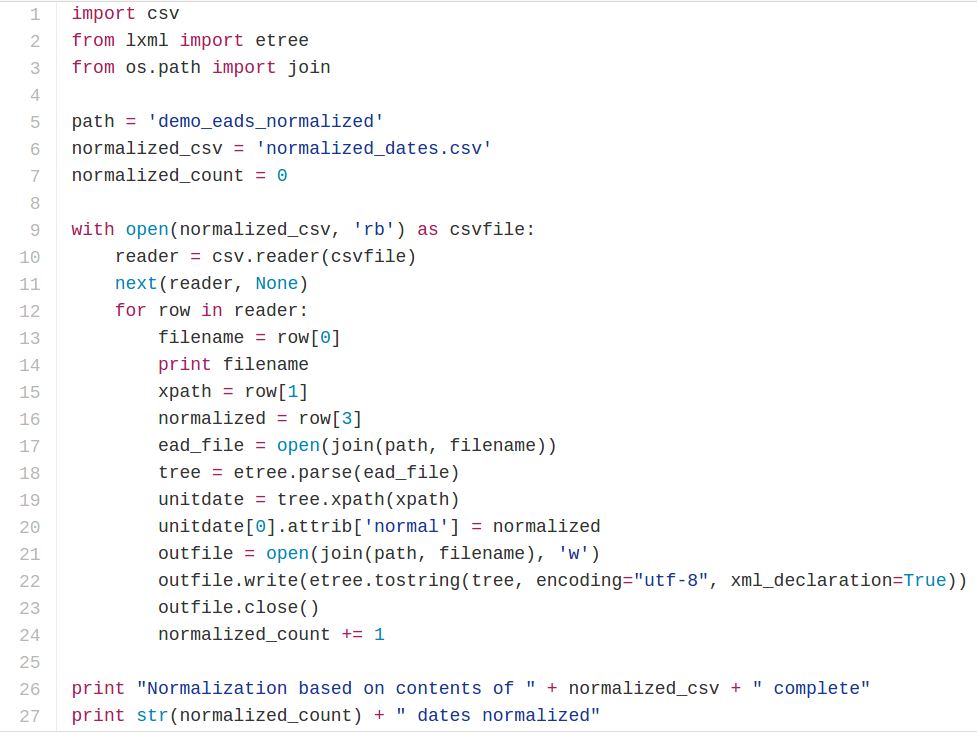 1 import csv
2 from lxml import etree
3 from os.path import join
4
5 path = 'demo_eads_normalized'
6 normalized_csv = 'normalized_dates.csv'
7 normalized_count = 0
8
9 with open(normalized_csv, 'rb') as csvfile:
10     reader = csv.reader(csvfile)
11     next(reader, None)
12     for row in reader:
13         filename = row[0]
14         print filename
15         xpath = row[1]
16         normalized = row[3]
17         ead_file = open(join(path, filename))
18         tree = etree.parse(ead_file)
19         unitdate = tree.xpath(xpath)
20         unitdate[0].attrib['normal'] = normalized
21         outfile = open(join(path, filename), 'w')
22         outfile.write(etree.tostring(tree, encoding="utf-8", xml_declaration=True))
23         outfile.close()
24         normalized_count += 1
25
26 print "Normalization based on contents of " + normalized_csv + " complete"
27 print str(normalized_count) + " dates normalized"